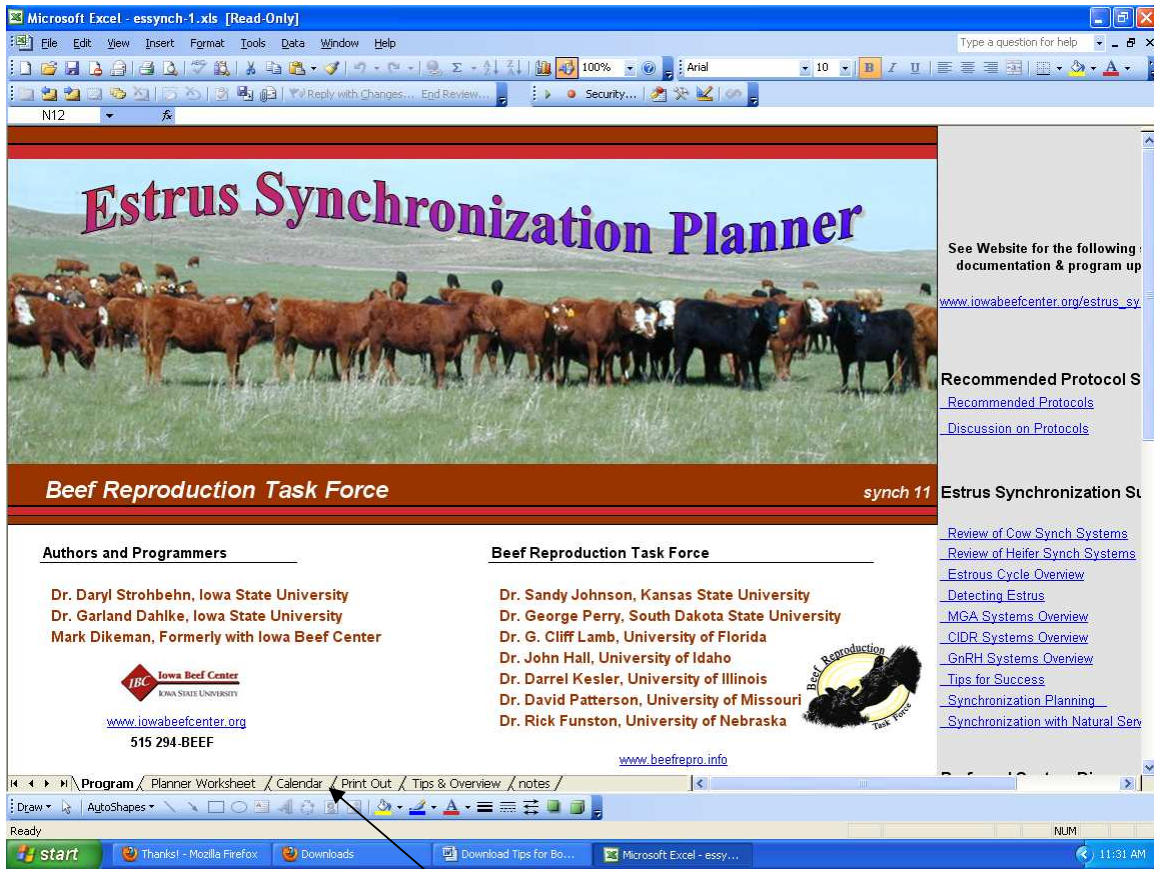 Microsoft Excel - essynch-1.xls [Read-Only]
File Edit View Insert Format Tools Data Window Help
Type a question for help
100%
Arial
10
B I U
Reply with Changes... End Review...
Security...
N12
fx
Estrus Synchronization Planner
Beef Reproduction Task Force
synch 11
See Website for the following
documentation & program up
www.iowabeefcenter.org/estrus_sy
Recommended Protocol S
Recommended Protocols
Discussion on Protocols
Estrus Synchronization Su
Review of Cow Synch Systems
Review of Heifer Synch Systems
Estrous Cycle Overview
Detecting Estrus
MGA Systems Overview
CIDR Systems Overview
GnRH Systems Overview
Tips for Success
Synchronization Planning
Synchronization with Natural Serv
Authors and Programmers
Dr. Daryl Strohbehn, Iowa State University
Dr. Garland Dahlke, Iowa State University
Mark Dikeman, Formerly with Iowa Beef Center
IBC Iowa Beef Center
IOWA STATE UNIVERSITY
www.iowabeefcenter.org
515 294-BEEF
Beef Reproduction Task Force
Dr. Sandy Johnson, Kansas State University
Dr. George Perry, South Dakota State University
Dr. G. Cliff Lamb, University of Florida
Dr. John Hall, University of Idaho
Dr. Darrel Kesler, University of Illinois
Dr. David Patterson, University of Missouri
Dr. Rick Funston, University of Nebraska
Beef Reproduction
Task Force
www.beefrepro.info
Program Planner Worksheet Calendar Print Out Tips & Overview notes
Draw AutoShapes
Ready
NUM
start
Thanks! - Mozilla Firefox
Downloads
Download Tips for Bo...
Microsoft Excel - essy...
11:31 AM